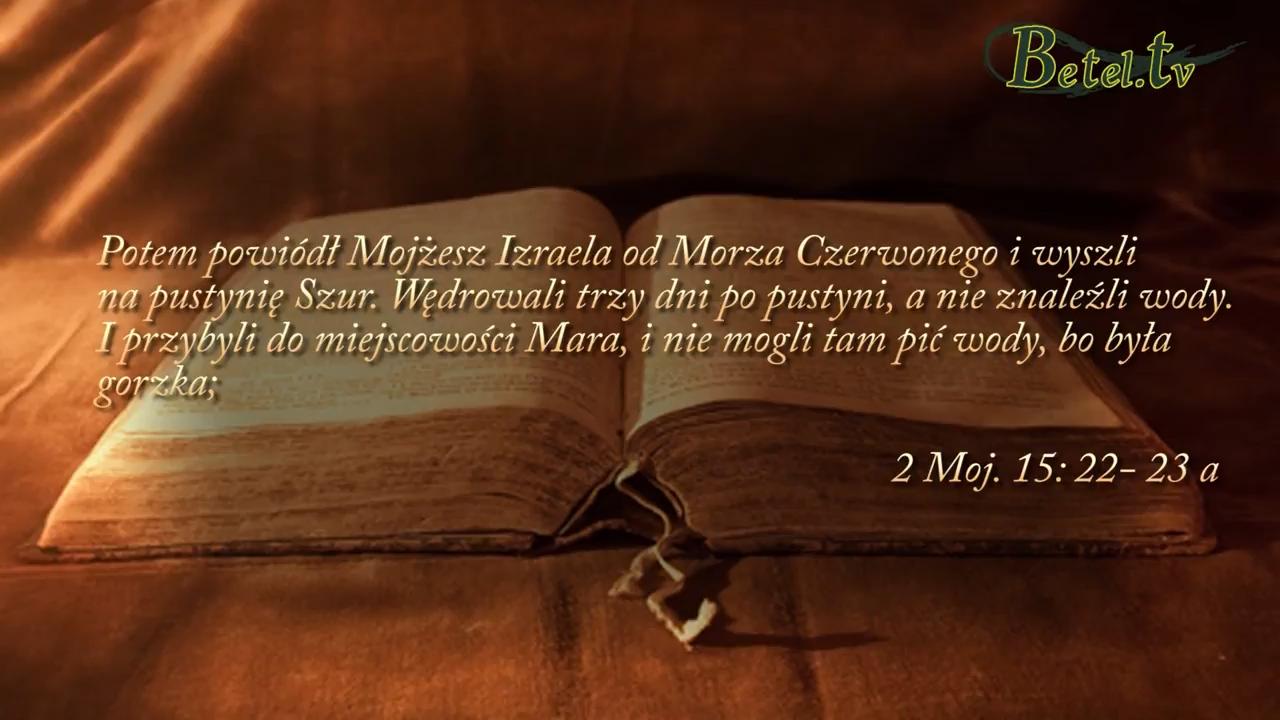 Betel.tv
Potem powiódł Mojżesz Izraela od Morza Czerwonego i wyszli
na pustynię Szur. Wędrowali trzy dni po pustyni, a nie znaleźli wody.
I przybyli do miejscowości Mara, i nie mogli tam pić wody, bo była
gorzka;
2 Moj. 15: 22- 23 a